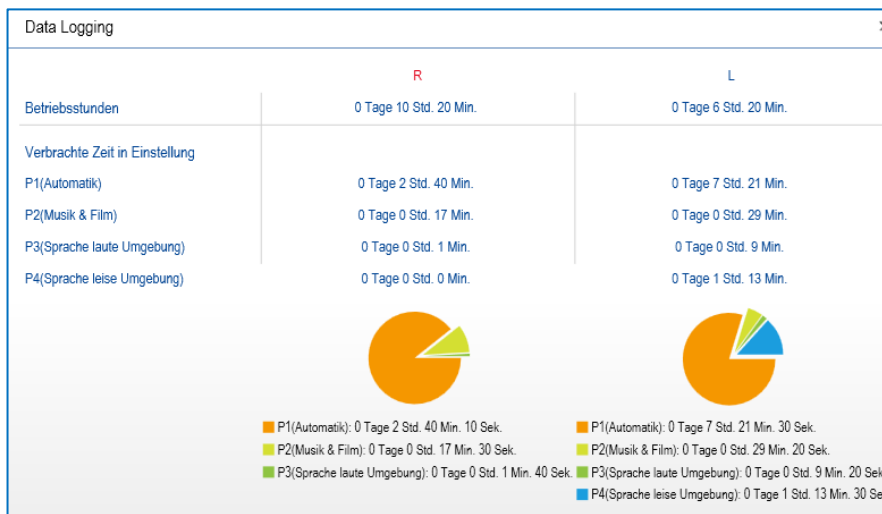 Data Logging
R L
Betriebsstunden 0 Tage 10 Std. 20 Min. 0 Tage 6 Std. 20 Min.
Verbrachte Zeit in Einstellung
P1(Automatik) 0 Tage 2 Std. 40 Min. 0 Tage 7 Std. 21 Min.
P2(Musik & Film) 0 Tage 0 Std. 17 Min. 0 Tage 0 Std. 29 Min.
P3(Sprache laute Umgebung) 0 Tage 0 Std. 1 Min. 0 Tage 0 Std. 9 Min.
P4(Sprache leise Umgebung) 0 Tage 0 Std. 0 Min. 0 Tage 1 Std. 13 Min.
P1(Automatik): 0 Tage 2 Std. 40 Min. 10 Sek. P1(Automatik): 0 Tage 7 Std. 21 Min. 30 Sek.
P2(Musik & Film): 0 Tage 0 Std. 17 Min. 30 Sek. P2(Musik & Film): 0 Tage 0 Std. 29 Min. 20 Sek.
P3(Sprache laute Umgebung): 0 Tage 0 Std. 1 Min. 40 Sek. P3(Sprache laute Umgebung): 0 Tage 0 Std. 9 Min. 20 Sek
P4(Sprache leise Umgebung): 0 Tage 1 Std. 13 Min. 30 Se